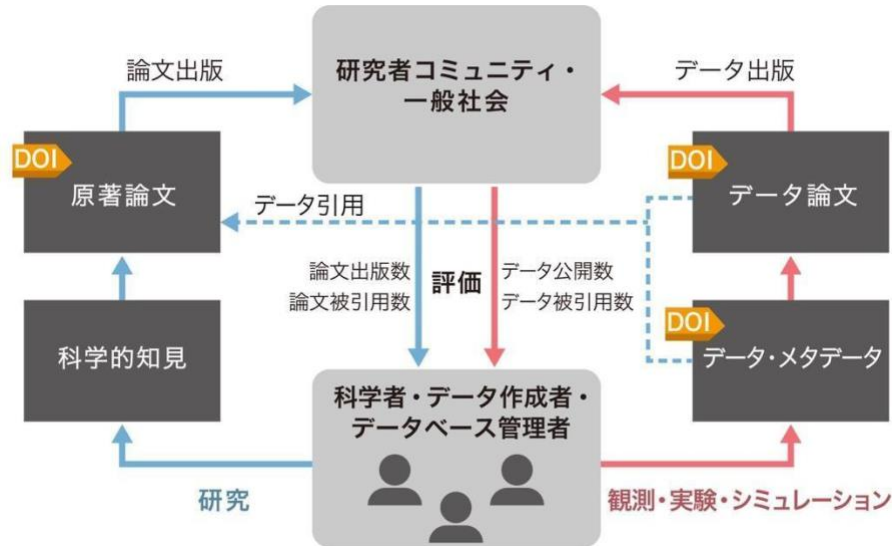 論文出版
研究者コミュニティ・
一般社会
データ出版
DOI
原著論文
データ引用
DOI
データ論文
論文出版数
論文被引用数
評価
データ公開数
データ被引用数
科学的知見
DOI
データ・メタデータ
科学者・データ作成者・
データベース管理者
研究
観測・実験・シミュレーション